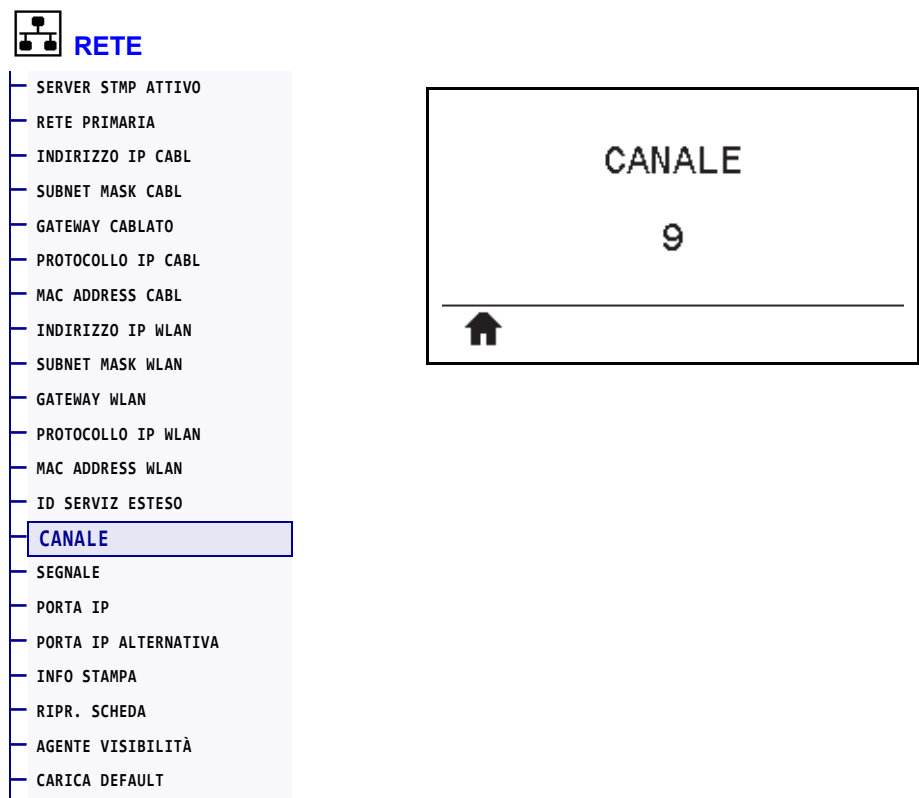 RETE
SERVER STMP ATTIVO
RETE PRIMARIA
INDIRIZZO IP CABL
SUBNET MASK CABL
GATEWAY CABLATO
PROTOCOLLO IP CABL
MAC ADDRESS CABL
INDIRIZZO IP WLAN
SUBNET MASK WLAN
GATEWAY WLAN
PROTOCOLLO IP WLAN
MAC ADDRESS WLAN
ID SERVIZ ESTESO
CANALE
SEGNALE
PORTA IP
PORTA IP ALTERNATIVA
INFO STAMPA
RIPR. SCHEDA
AGENTE VISIBILITÀ
CARICA DEFAULT
CANALE
9